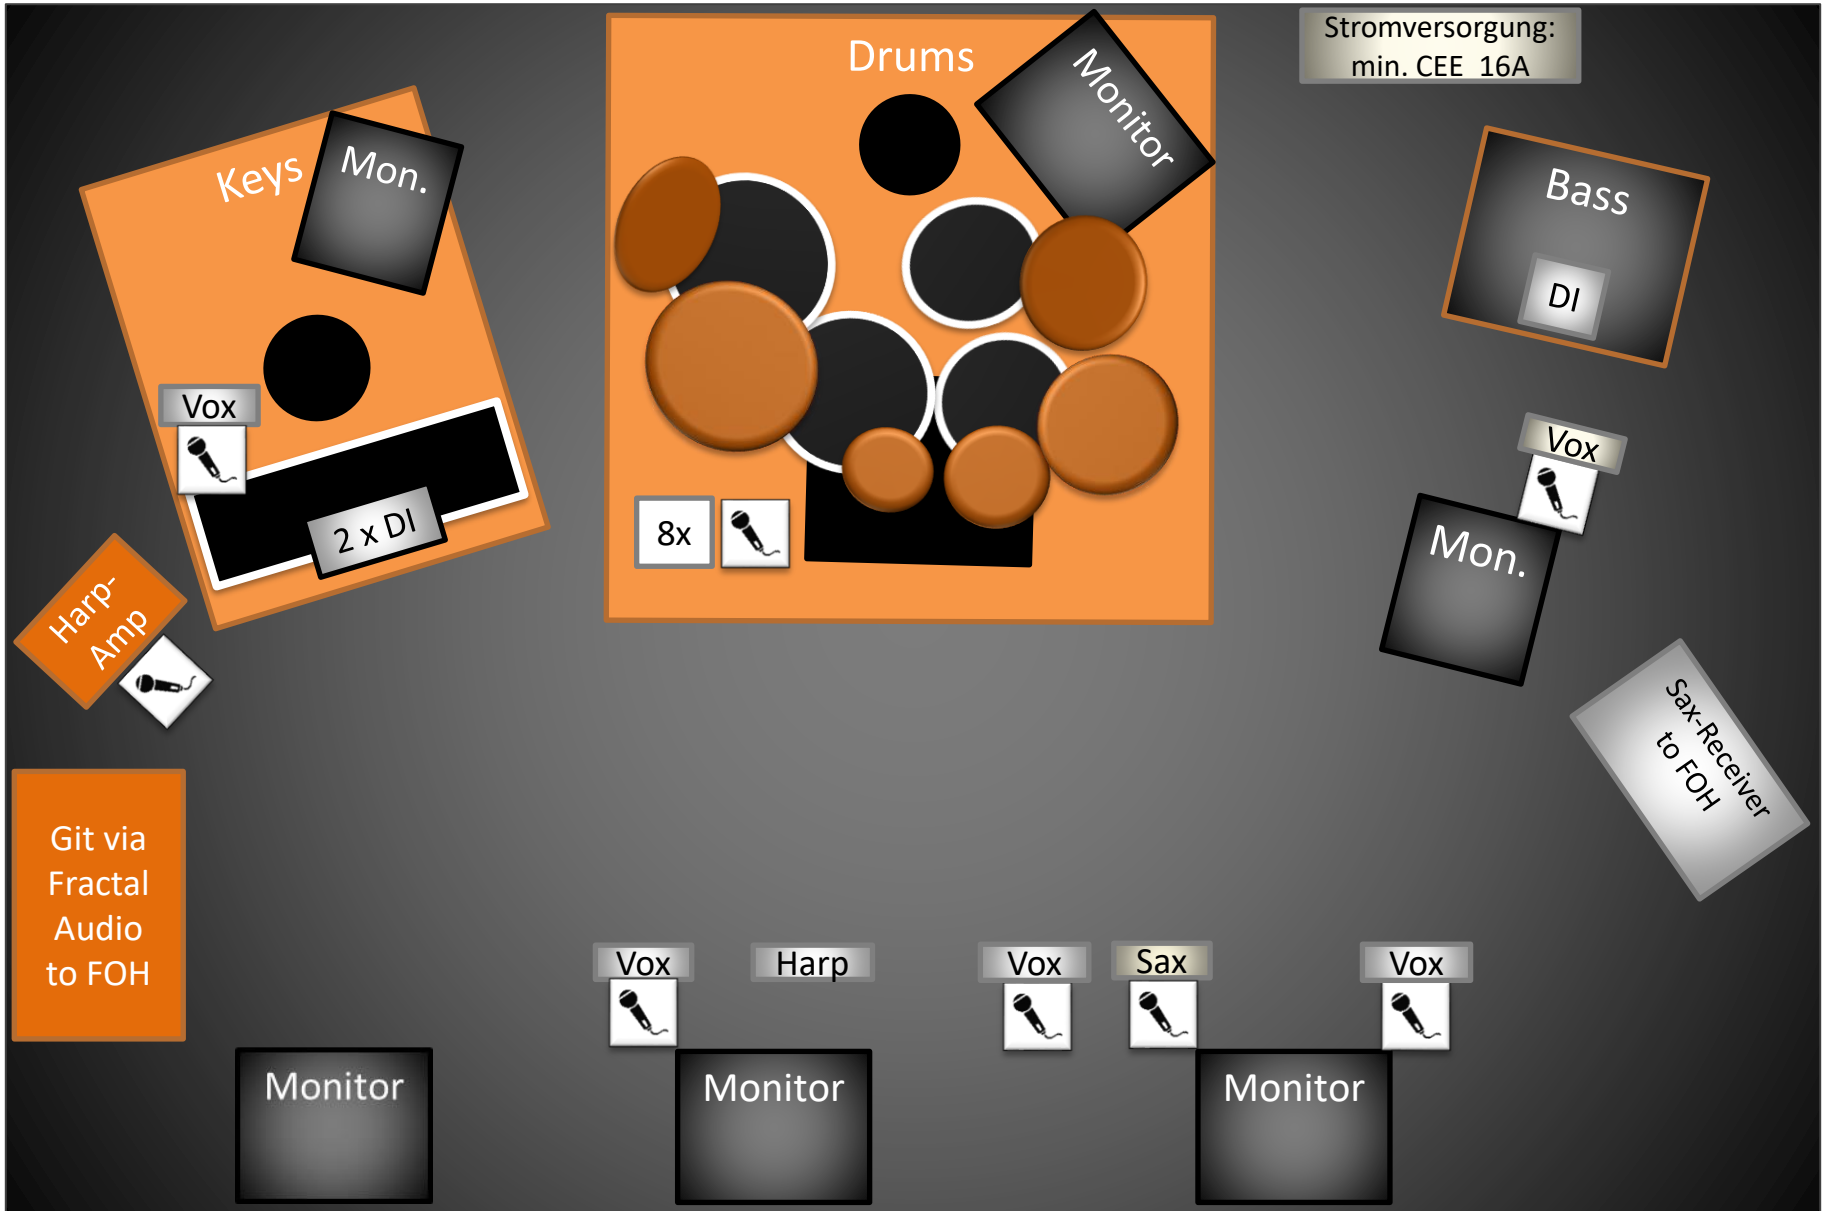 Stromversorgung:
min. CEE 16A
Drums
Monitor
Keys
Mon.
Bass
DI
Vox
2 x DI
8x
Vox
Mon.
Harp-
Amp
Sax-Receiver
to FOH
Git via
Fractal
Audio
to FOH
Vox
Harp
Vox
Sax
Vox
Monitor
Monitor
Monitor